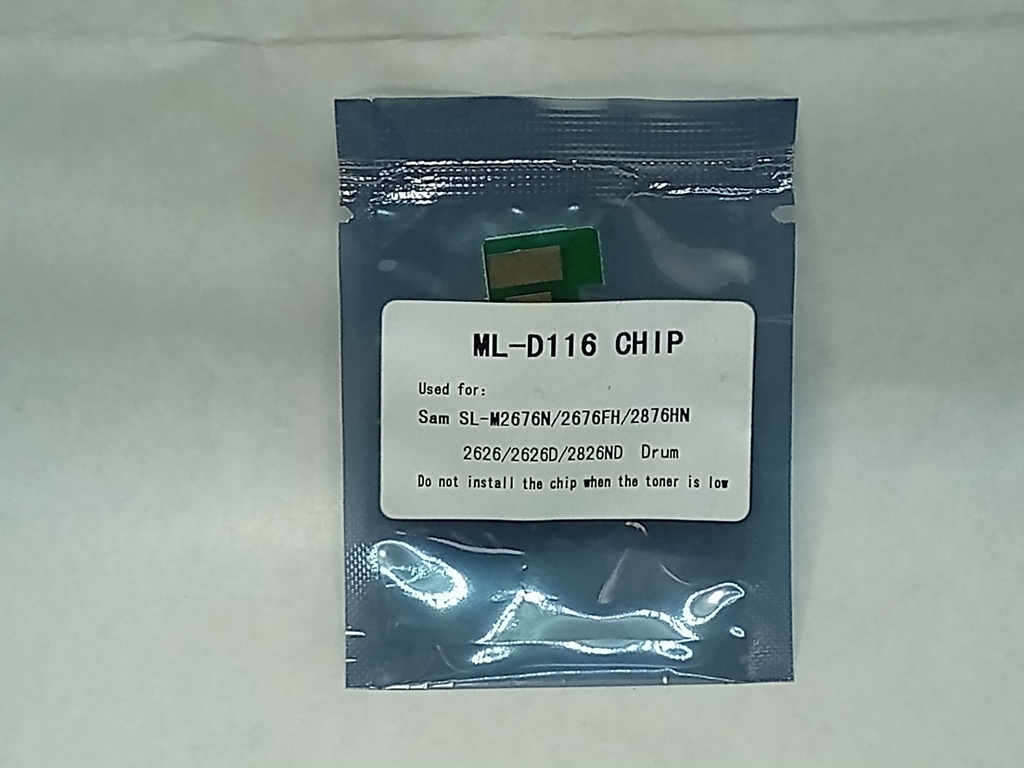 ML-D116 CHIP
Used for:
Sam SL-M2676N/2676FH/2876HN
2626/2626D/2826ND Drum
Do not install the chip when the toner is low